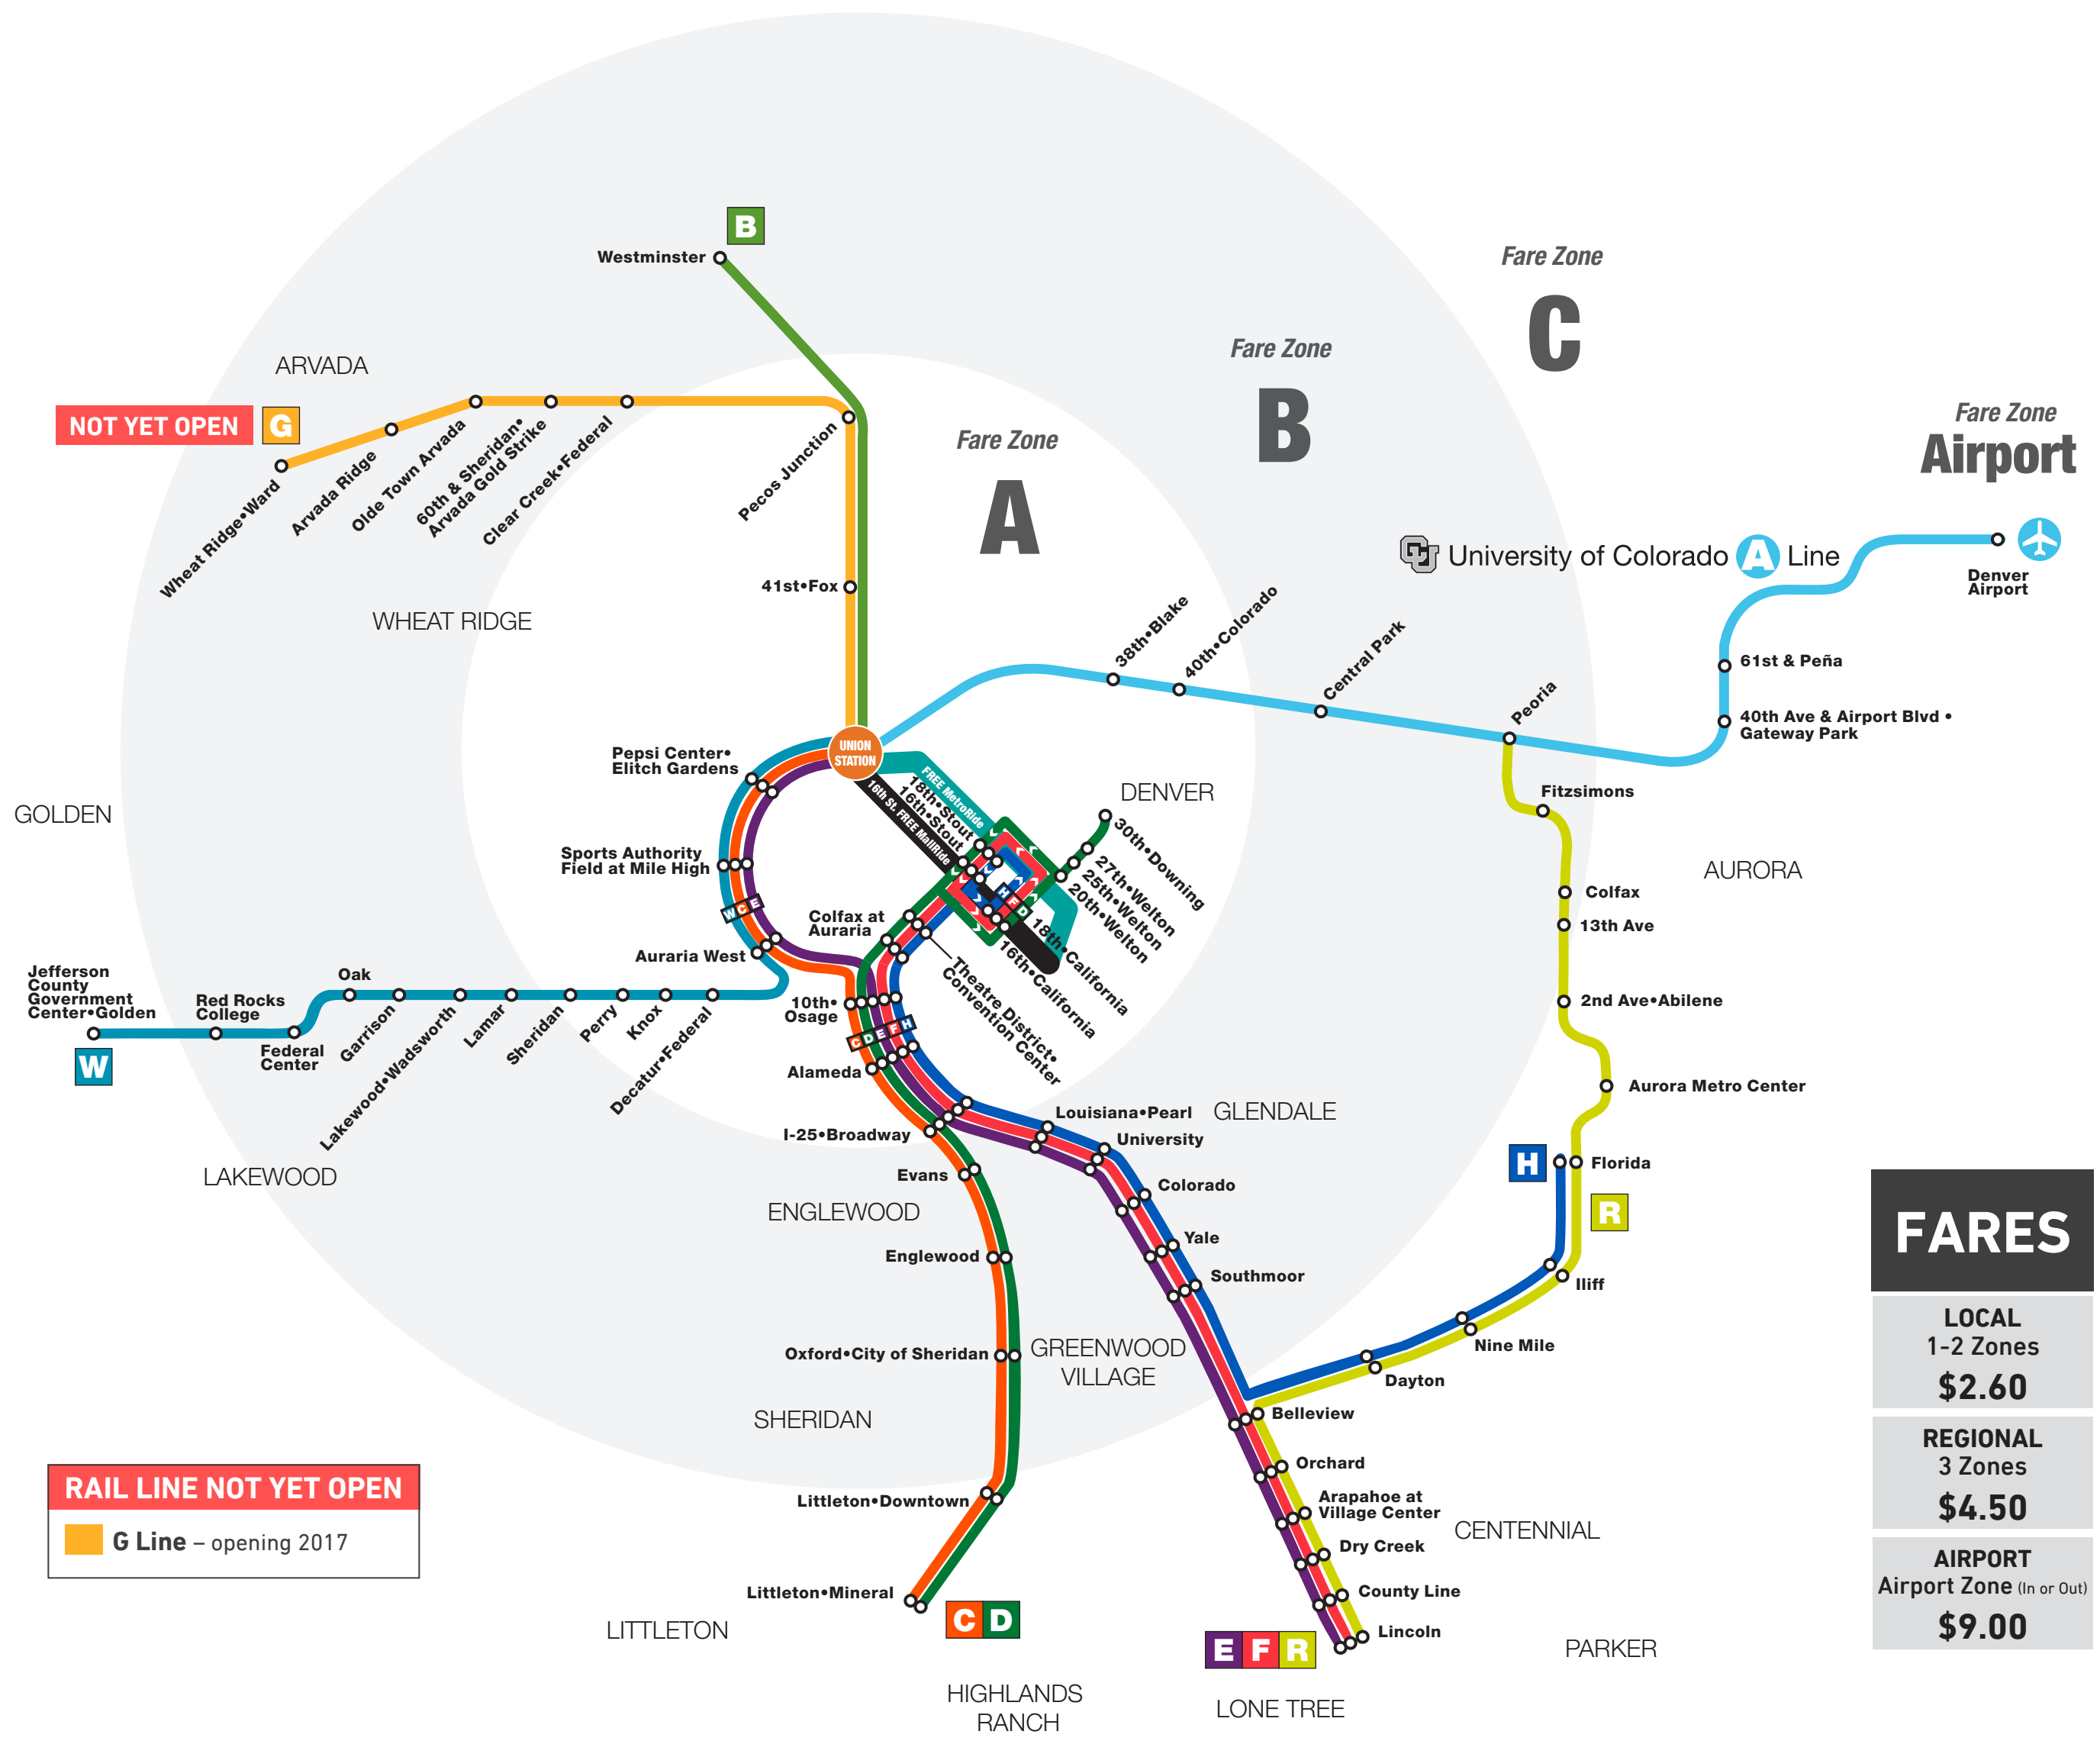 B
Westminster
Fare Zone
C
Fare Zone
B
ARVADA
NOT YET OPEN
G
Wheat Ridge•Ward
Arvada Ridge
Olde Town Arvada
60th & Sheridan•
Arvada Gold Strike
Clear Creek•Federal
Pecos Junction
Fare Zone
A
Fare Zone
Airport
41st•Fox
WHEAT RIDGE
University of Colorado A Line
Denver
Airport
38th•Blake
40th•Colorado
Central Park
Peoria
61st & Peña
40th Ave & Airport Blvd •
Gateway Park
UNION
STATION
Pepsi Center•
Elitch Gardens
FREE MetroRide
16th St. FREE MallRide
18th•Stout
16th•Stout
DENVER
30th•Downing
27th•Welton
25th•Welton
20th•Welton
H F D
18th•California
16th•California
GOLDEN
Sports Authority
Field at Mile High
W C E
Colfax at
Auraria
Theatre District•
Convention Center
Auraria West
Fitzsimons
AURORA
Colfax
13th Ave
2nd Ave•Abilene
Aurora Metro Center
Jefferson
County
Government
Center•Golden
W
Red Rocks
College
Federal
Center
Oak
Garrison
Lakewood•Wadsworth
Lamar
Sheridan
Perry
Knox
Decatur•Federal
LAKEWOOD
10th•
Osage
C D E F H
Alameda
I-25•Broadway
Louisiana•Pearl
GLENDALE
University
Colorado
Yale
Southmoor
H
Florida
R
Iliff
Nine Mile
Dayton
Evans
ENGLEWOOD
Englewood
Oxford•City of Sheridan
GREENWOOD
VILLAGE
SHERIDAN
Littleton•Downtown
Littleton•Mineral
C D
LITTLETON
HIGHLANDS
RANCH
Belleview
Orchard
Arapahoe at
Village Center
CENTENNIAL
Dry Creek
County Line
Lincoln
E F R
LONE TREE
PARKER
RAIL LINE NOT YET OPEN
G Line – opening 2017
FARES
LOCAL
1-2 Zones
$2.60
REGIONAL
3 Zones
$4.50
AIRPORT
Airport Zone (In or Out)
$9.00